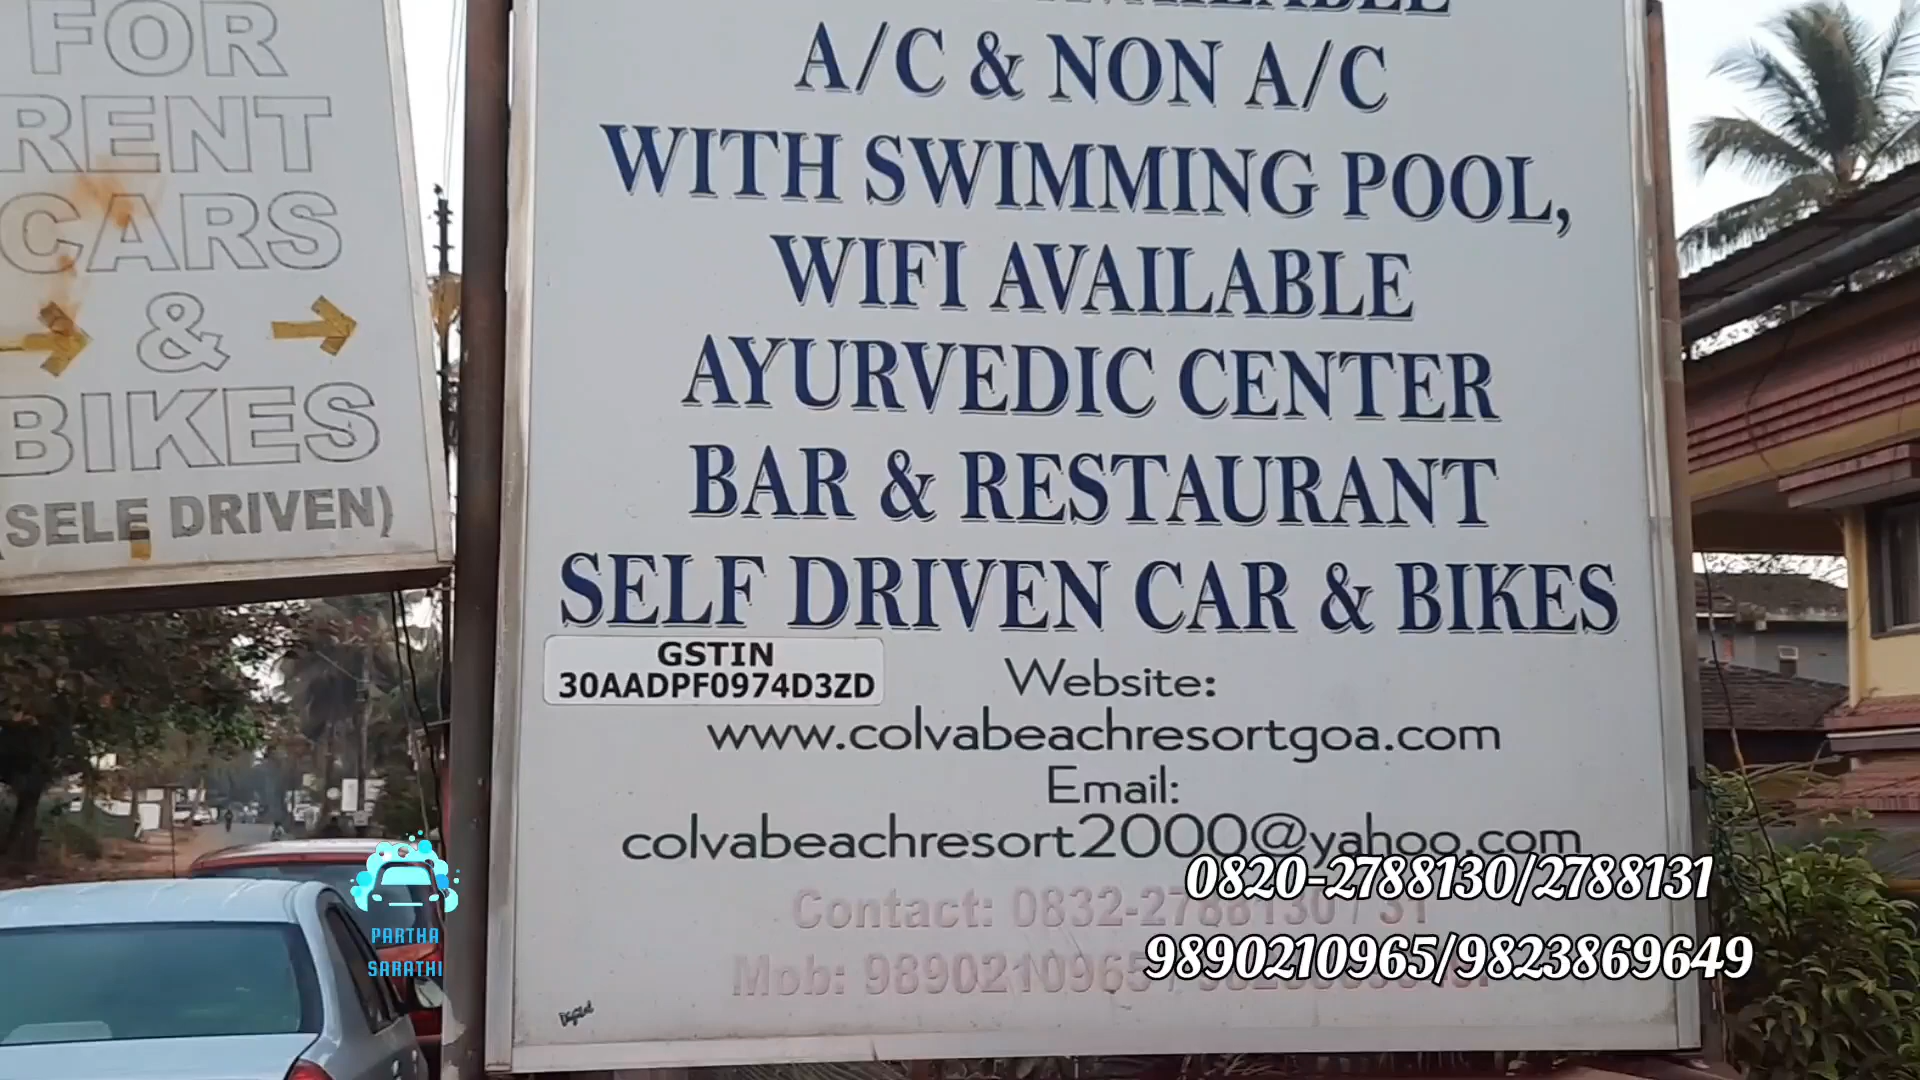 FOR
RENT
CARS
&
BIKES
(SELE DRIVEN)
AVAILABLE
A/C & NON A/C
WITH SWIMMING POOL,
WIFI AVAILABLE
AYURVEDIC CENTER
BAR & RESTAURANT
SELF DRIVEN CAR & BIKES
GSTIN
30AADPF0974D3ZD
Website:
www.colvabeachresortgoa.com
Email:
colvabeachresort2000@yahoo.com
Contact: 0832-2788130 / 31
Mob: 9890210965 /
0820-2788130/2788131
9890210965/9823869649
PARTHA
SARATHI